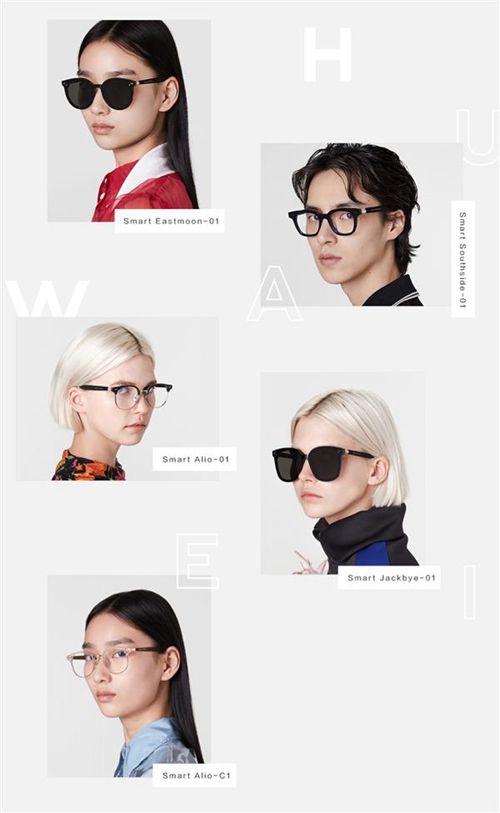 H
U
Smart Eastmoon-01
Smart Southside-01
W
A
Smart Alio-01
Smart Jackbye-01
E
I
Smart Alio-C1